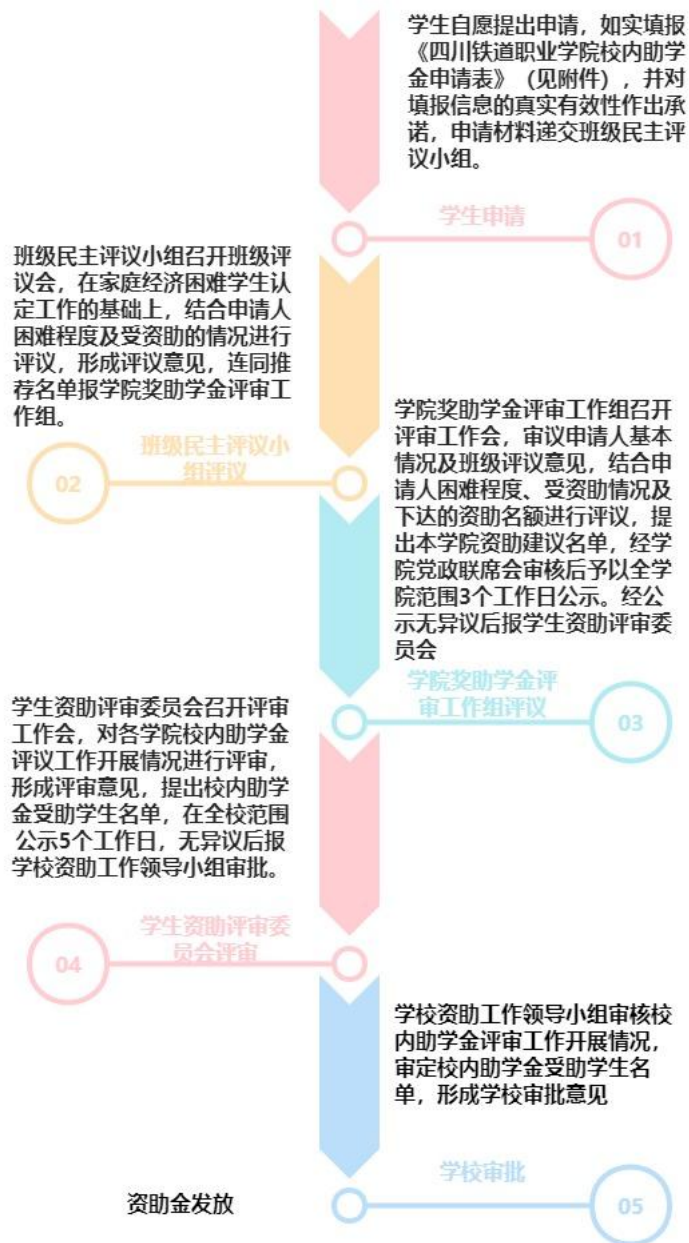 学生自愿提出申请，如实填报
《四川铁道职业学院校内助学
金申请表》（见附件），并对
填报信息的真实有效性作出承
诺，申请材料递交班级民主评
议小组。
学生申请
01
班级民主评议小组召开班级评
议会，在家庭经济困难学生认
定工作的基础上，结合申请人
困难程度及受资助的情况进行
评议，形成评议意见，连同推
荐名单报学院奖助学金评审工
作组。
班级民主评议小
组评议
02
学院奖助学金评审工作组召开
评审工作会，审议申请人基本
情况及班级评议意见，结合申
请人困难程度、受资助情况及
下达的资助名额进行评议，提
出本学院资助建议名单，经学
院党政联席会审核后予以全学
院范围3个工作日公示。经公
示无异议后报学生资助评审委
员会
学院奖助学金评
审工作组评议
03
学生资助评审委员会召开评审
工作会，对各学院校内助学金
评议工作开展情况进行评审，
形成评审意见，提出校内助学
金受助学生名单，在全校范围
公示5个工作日，无异议后报
学校资助工作领导小组审批。
学生资助评审委
员会评审
04
学校资助工作领导小组审核校
内助学金评审工作开展情况，
审定校内助学金受助学生名
单，形成学校审批意见
学校审批
05
资助金发放